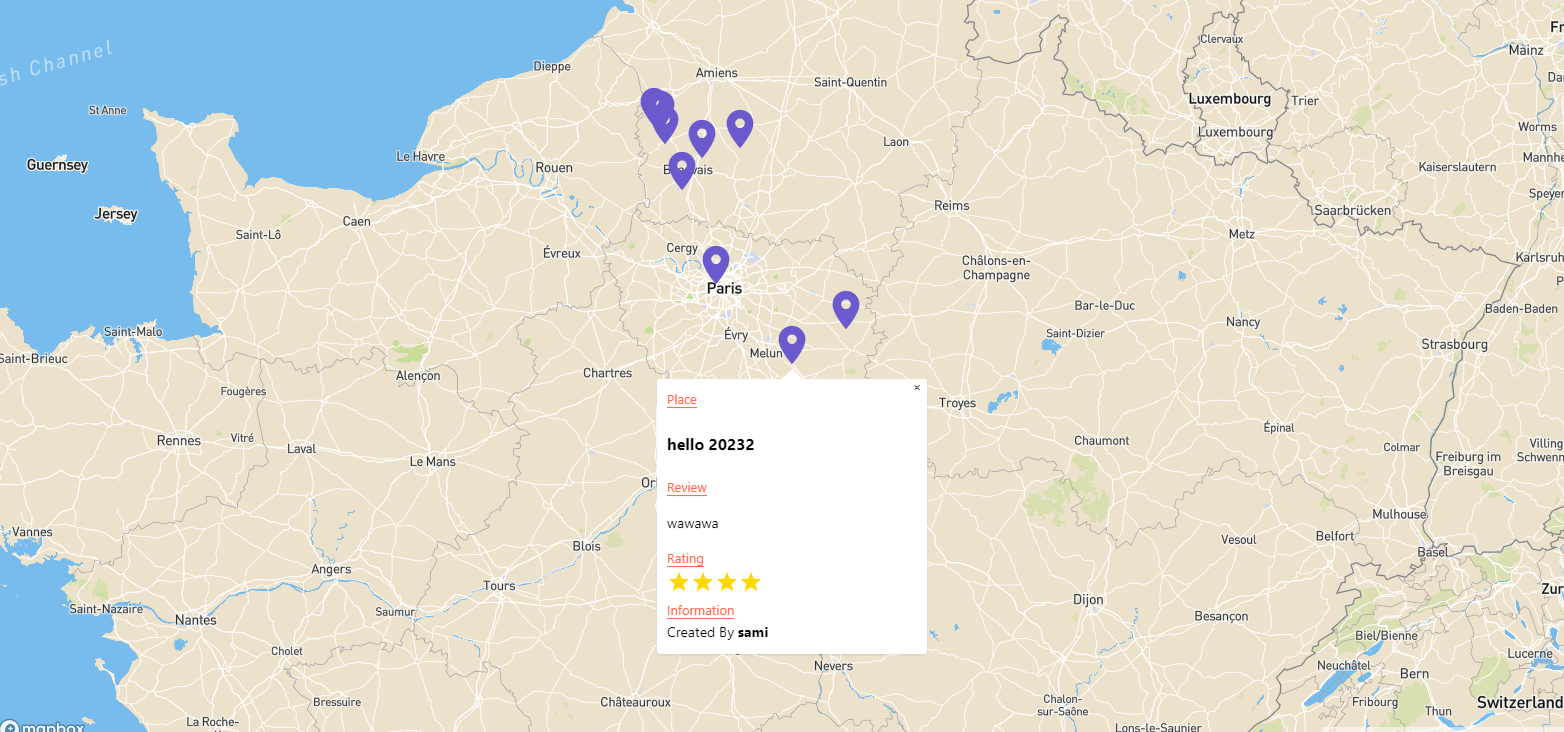 sh Channel
Dieppe
Amiens
Saint-Quentin
Clervaux
Fr
Mainz
Da
St Anne
Luxembourg
Trier
Luxembourg
Worms
Laon
Le Havre
Guernsey
Rouen
Kaiserslautern
Mannhe
Speyer
Jersey
Caen
Saint-Lô
Reims
Saarbrücken
Metz
Cergy
Évreux
Châlons-en-
Champagne
Karlsruh
P
Paris
Bar-le-Duc
Baden-Baden
Nancy
Saint-Malo
Évry
Saint-Dizier
Strasbourg
Saint-Brieuc
Melun
Alençon
Chartres
Fougères
Place
×
Troyes
Épinal
Rennes
Vitré
Laval
hello 20232
Chaumont
Colmar
Villing
Schwenn
Le Mans
Freiburg im
Breisgau
Or
Review
wawawa
Mulhouse
Vannes
Blois
Vesoul
Belfort
Basel
Rating
Angers
Tours
Zur
Saint-Nazaire
Saumur
Information
Dijon
Besançon
Nantes
Created By sami
Biel/Bienne
Cholet
Lucerne
Nevers
Neuchâtel
Bern
Bressuire
Châteauroux
Chalon-
sur-Saône
Fribourg
Thun
Switzerland
La Roche-
mapbox
Lons-le-Saunier